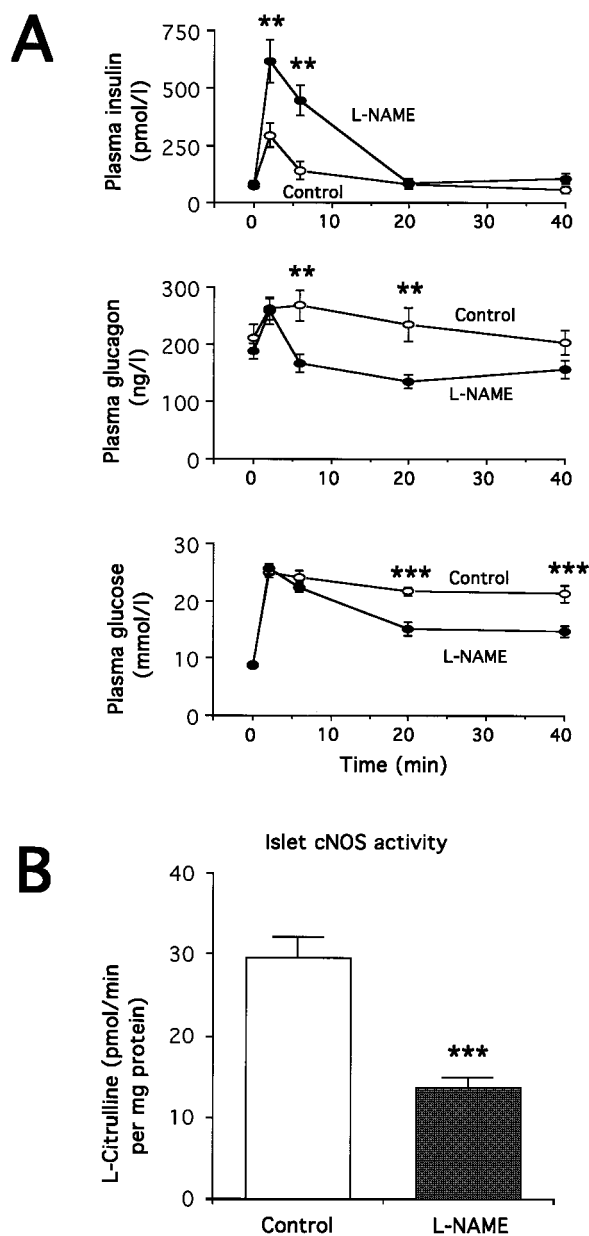 A
**
**
750
500
250
0
Plasma insulin
(pmol/l)
L-NAME
Control
0 10 20 30 40
**
**
300
200
100
0
Plasma glucagon
(ng/l)
Control
L-NAME
0 10 20 30 40
***
***
30
20
10
0
Plasma glucose
(mmol/l)
Control
L-NAME
0 10 20 30 40
Time (min)
B
Islet cNOS activity
40
30
20
10
0
L-Citrulline (pmol/min
per mg protein)
***
Control L-NAME